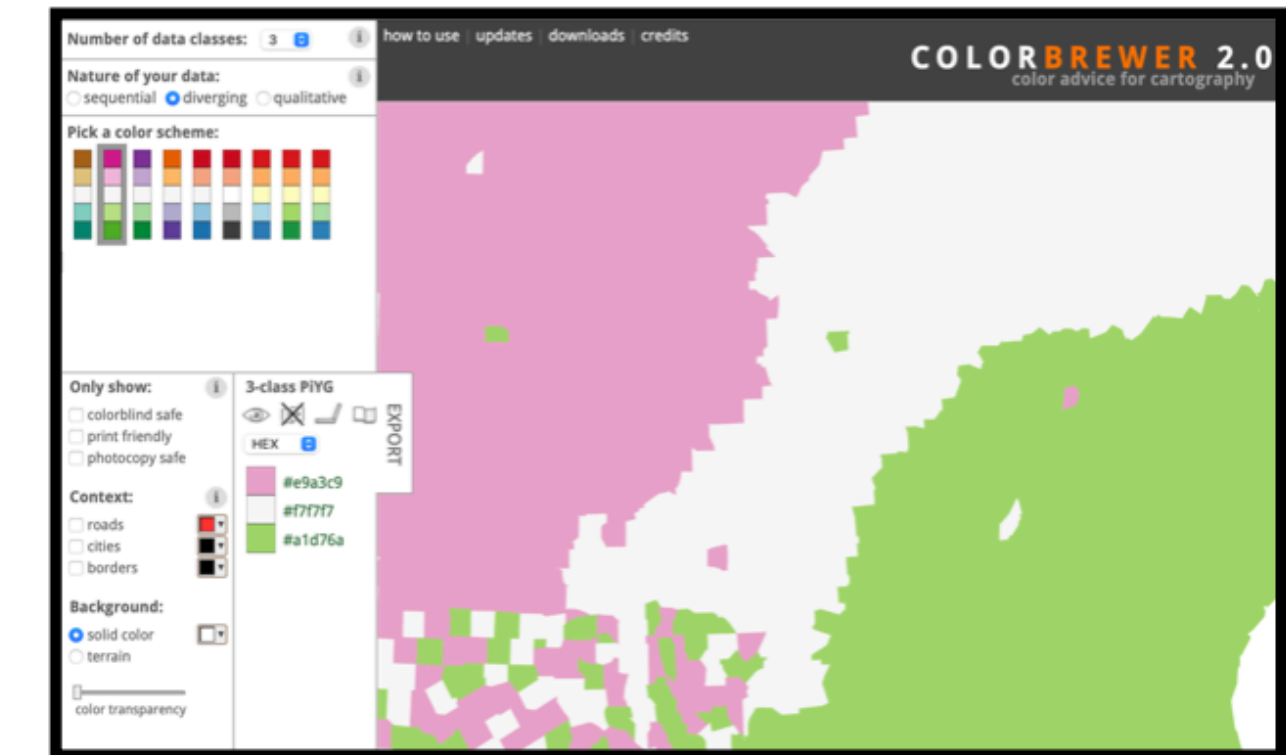 Number of data classes: 3 i
how to use | updates | downloads | credits
COLORBREWER 2.0
color advice for cartography
Nature of your data: i
sequential diverging qualitative
Pick a color scheme:
Only show: i
colorblind safe
print friendly
photocopy safe
Context: i
roads
cities
borders
Background:
solid color
terrain
color transparency
3-class PiYG
EXPORT
HEX
#e9a3c9
#f7f7f7
#a1d76a